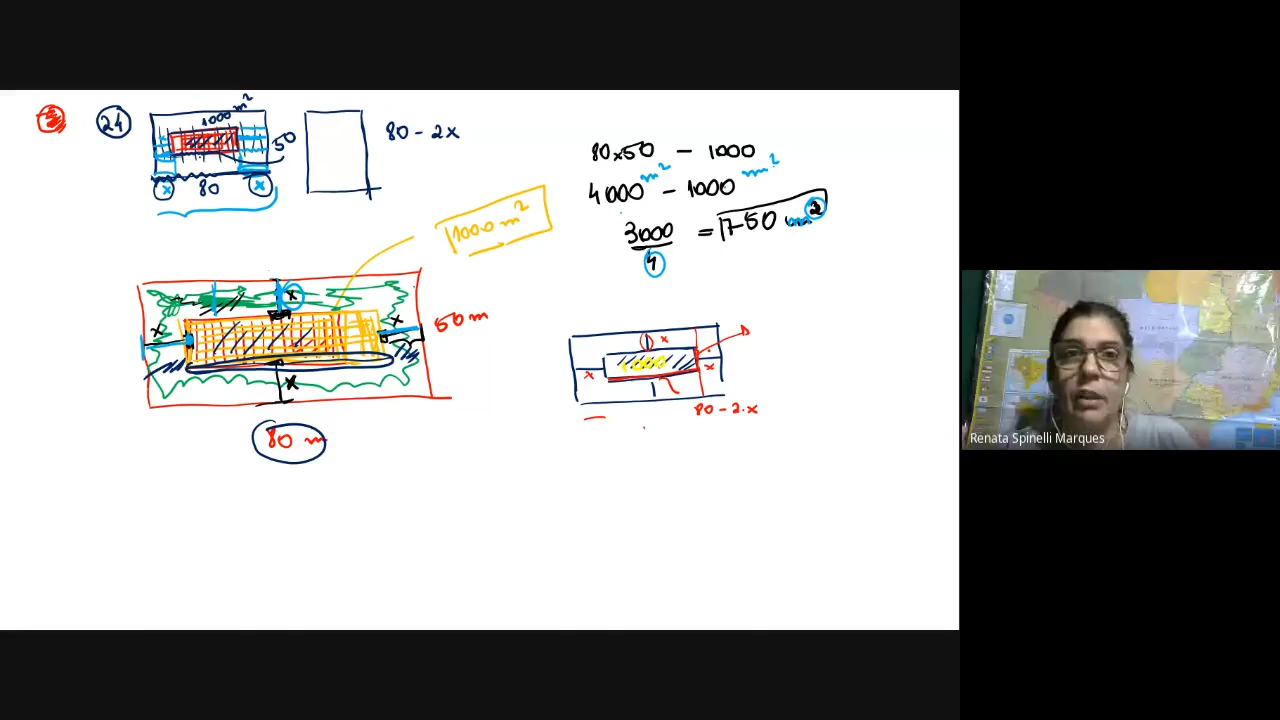 24
1000 m²
50
x
80
x
80 - 2x
80x50 - 1000
m²
m²
4000 - 1000
3000
4
= 750 m²
1000 m²
x
x
x
50 m
x
80 m
x
1000
x
x
80 - 2.x
Renata Spinelli Marques